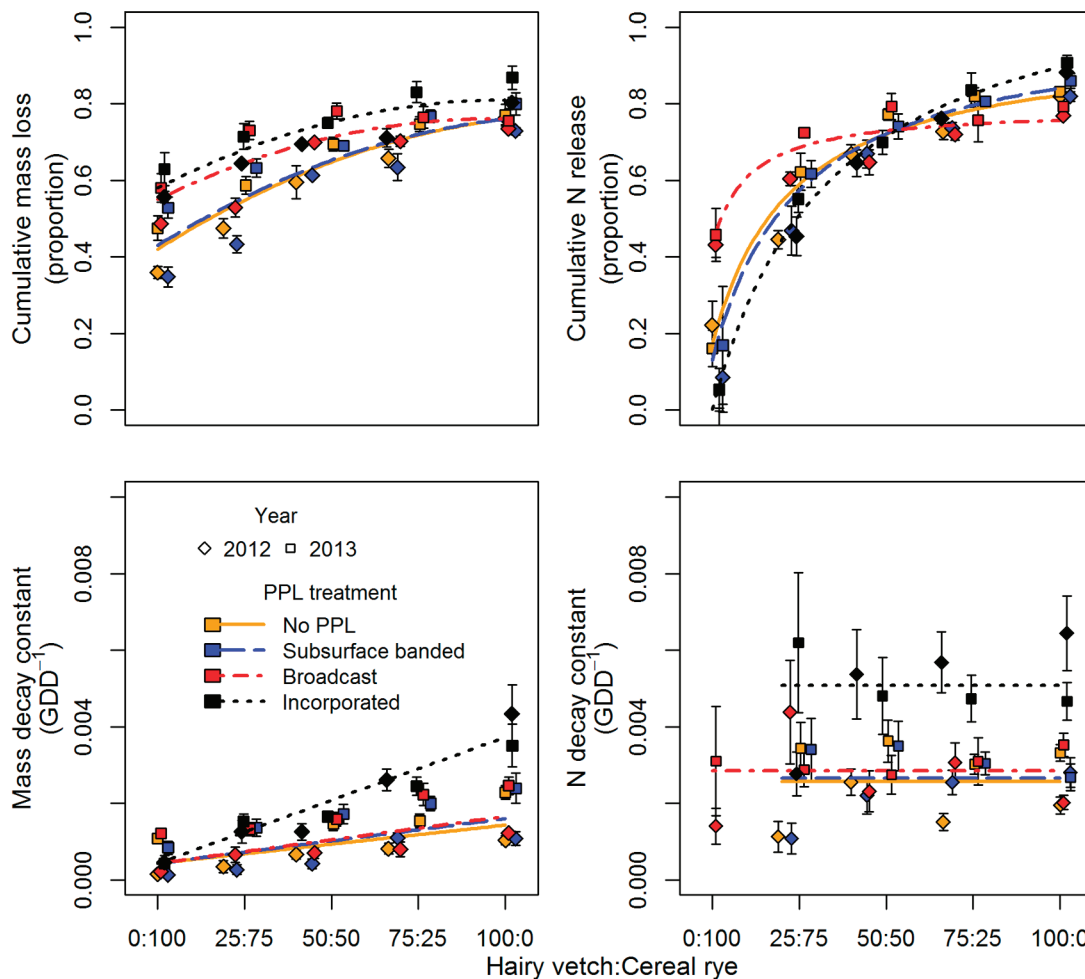 Cumulative mass loss
(proportion)
1.0
0.8
0.6
0.4
0.2
0.0
Cumulative N release
(proportion)
1.0
0.8
0.6
0.4
0.2
0.0
Mass decay constant
(GDD⁻¹)
0.008
0.004
0.000
Year
2012 2013
PPL treatment
No PPL
Subsurface banded
Broadcast
Incorporated
N decay constant
(GDD⁻¹)
0.008
0.004
0.000
0:100 25:75 50:50 75:25 100:0
0:100 25:75 50:50 75:25 100:0
Hairy vetch:Cereal rye